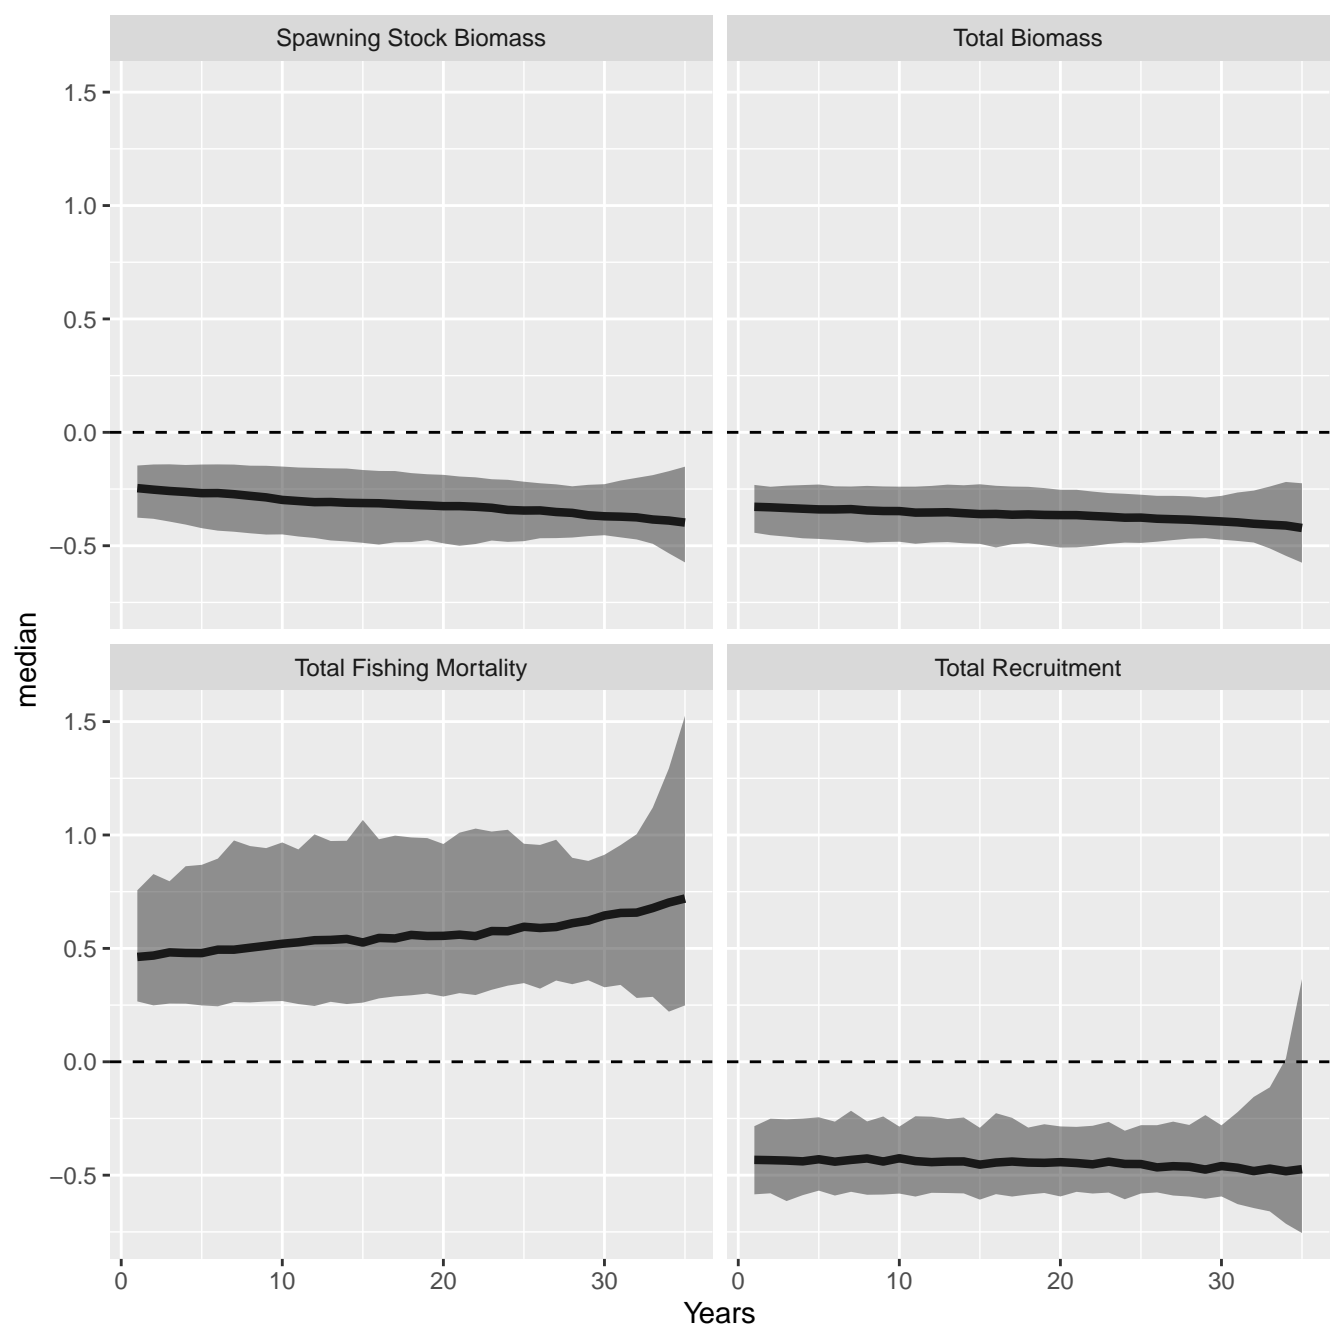 Spawning Stock Biomass
Total Biomass
1.5
1.0
0.5
0.0
−0.5
median
Total Fishing Mortality
Total Recruitment
1.5
1.0
0.5
0.0
−0.5
0 10 20 30
0 10 20 30
Years